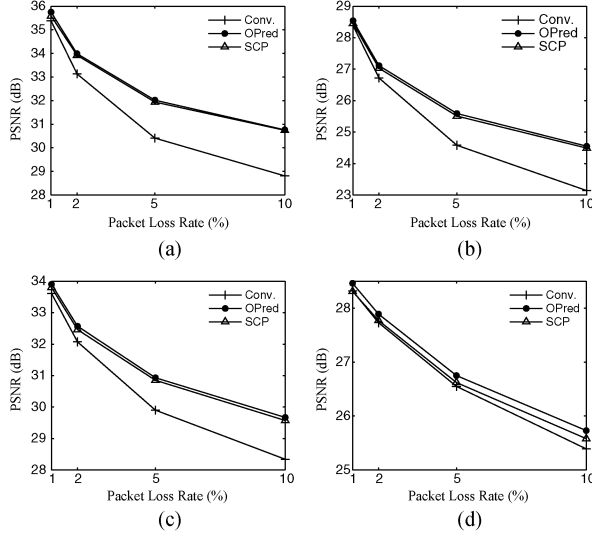 36
35
34
33
32
31
30
29
28
PSNR (dB)
Conv.
OPred
SCP
1 2 5 10
Packet Loss Rate (%)
(a)
29
28
27
26
25
24
23
PSNR (dB)
Conv.
OPred
SCP
1 2 5 10
Packet Loss Rate (%)
(b)
34
33
32
31
30
29
28
PSNR (dB)
Conv.
OPred
SCP
1 2 5 10
Packet Loss Rate (%)
(c)
28
27
26
25
PSNR (dB)
Conv.
OPred
SCP
1 2 5 10
Packet Loss Rate (%)
(d)